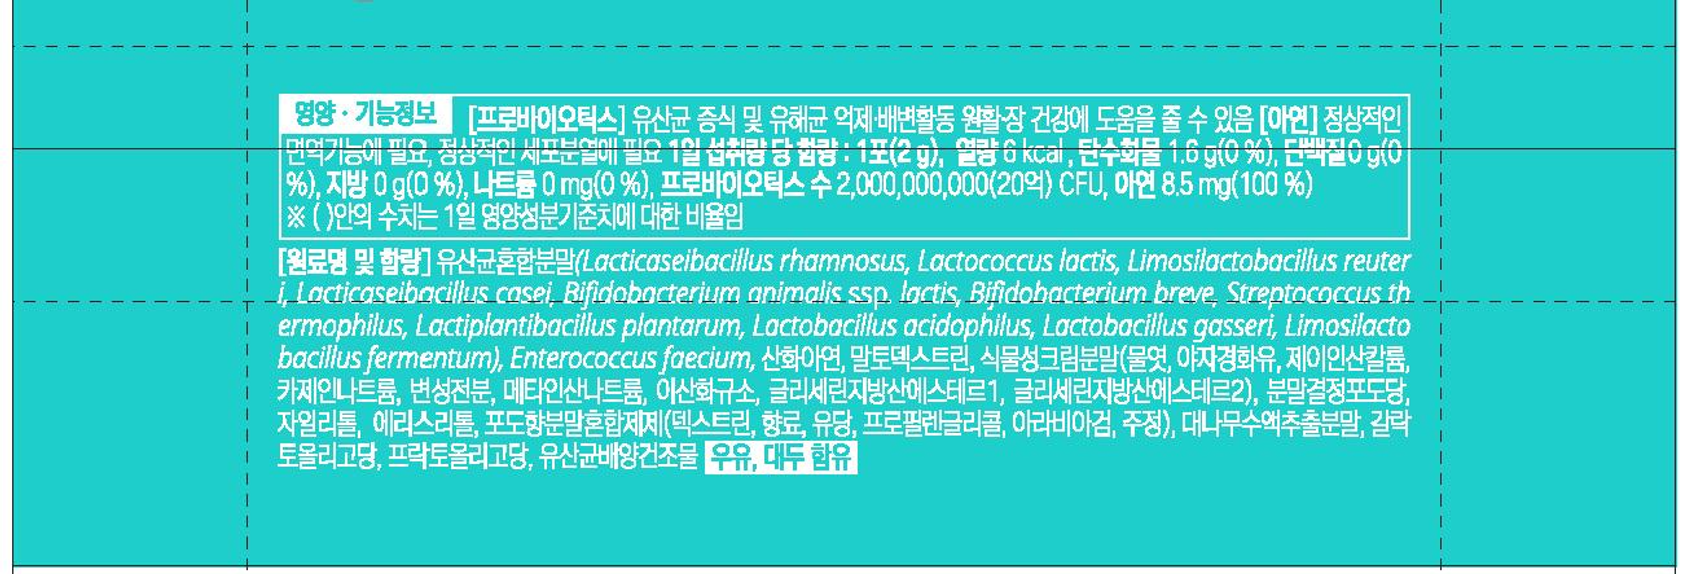 영양 · 기능정보 [프로바이오틱스] 유산균 증식 및 유해균 억제·배변활동 원활·장 건강에 도움을 줄 수 있음 [아연] 정상적인
면역기능에 필요, 정상적인 세포분열에 필요 1일 섭취량 당 함량 : 1포(2 g), 열량 6 kcal , 탄수화물 1.6 g(0 %), 단백질 0 g(0
%), 지방 0 g(0 %), 나트륨 0 mg(0 %), 프로바이오틱스 수 2,000,000,000(20억) CFU, 아연 8.5 mg(100 %)
※ ( )안의 수치는 1일 영양성분기준치에 대한 비율임
[원료명 및 함량] 유산균혼합분말(Lacticaseibacillus rhamnosus, Lactococcus lactis, Limosilactobacillus reuter
i, Lacticaseibacillus casei, Bifidobacterium animalis ssp. lactis, Bifidobacterium breve, Streptococcus th
ermophilus, Lactiplantibacillus plantarum, Lactobacillus acidophilus, Lactobacillus gasseri, Limosilacto
bacillus fermentum), Enterococcus faecium, 산화아연, 말토덱스트린, 식물성크림분말(물엿, 야자경화유, 제이인산칼륨,
카제인나트륨, 변성전분, 메타인산나트륨, 이산화규소, 글리세린지방산에스테르1, 글리세린지방산에스테르2), 분말결정포도당,
자일리톨, 에리스리톨, 포도향분말혼합제제(덱스트린, 향료, 유당, 프로필렌글리콜, 아라비아검, 주정), 대나무수액추출분말, 갈락
토올리고당, 프락토올리고당, 유산균배양건조물 우유, 대두 함유